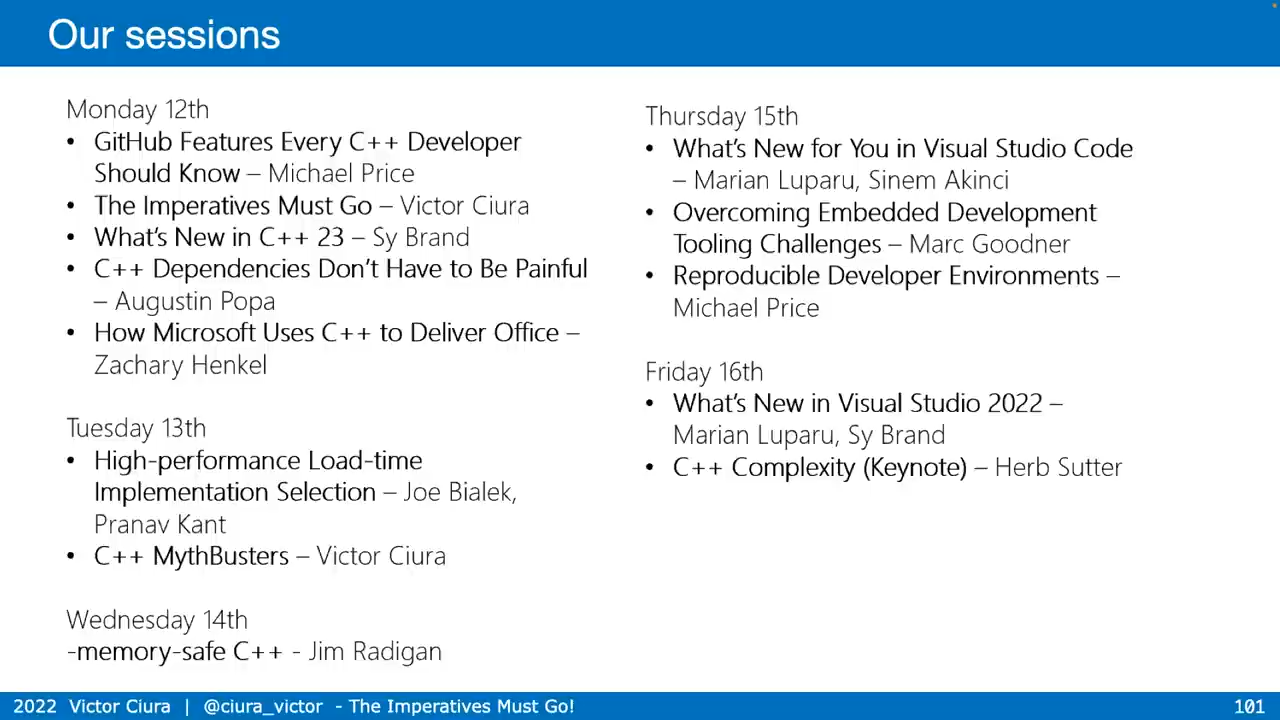 Our sessions
Monday 12th
• GitHub Features Every C++ Developer
Should Know – Michael Price
• The Imperatives Must Go – Victor Ciura
• What's New in C++ 23 – Sy Brand
• C++ Dependencies Don't Have to Be Painful
– Augustin Popa
• How Microsoft Uses C++ to Deliver Office –
Zachary Henkel
Tuesday 13th
• High-performance Load-time
Implementation Selection – Joe Bialek,
Pranav Kant
• C++ MythBusters – Victor Ciura
Wednesday 14th
-memory-safe C++ - Jim Radigan
Thursday 15th
• What's New for You in Visual Studio Code
– Marian Luparu, Sinem Akinci
• Overcoming Embedded Development
Tooling Challenges – Marc Goodner
• Reproducible Developer Environments –
Michael Price
Friday 16th
• What's New in Visual Studio 2022 –
Marian Luparu, Sy Brand
• C++ Complexity (Keynote) – Herb Sutter
2022 Victor Ciura | @ciura_victor - The Imperatives Must Go!
101